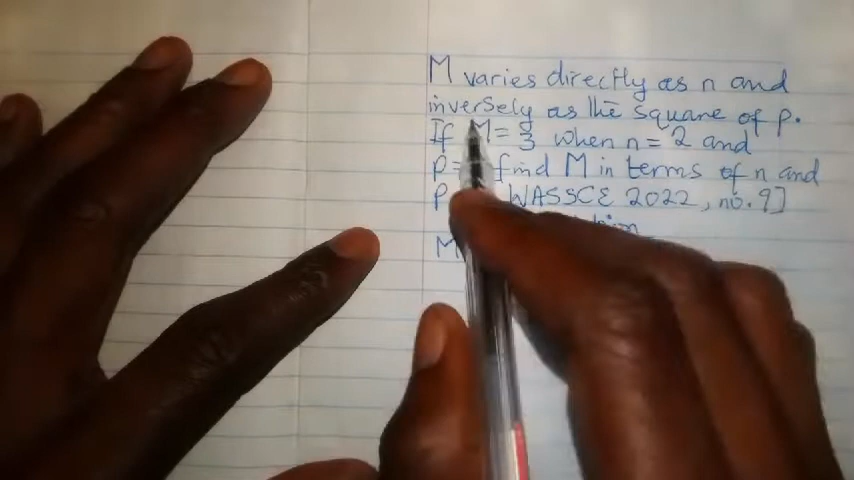 M varies directly as n and
inversely as the square of p.
If M = 3 when n = 2 and
p = find M in terms of n and
p WASSCE 2022, no. 9]
M